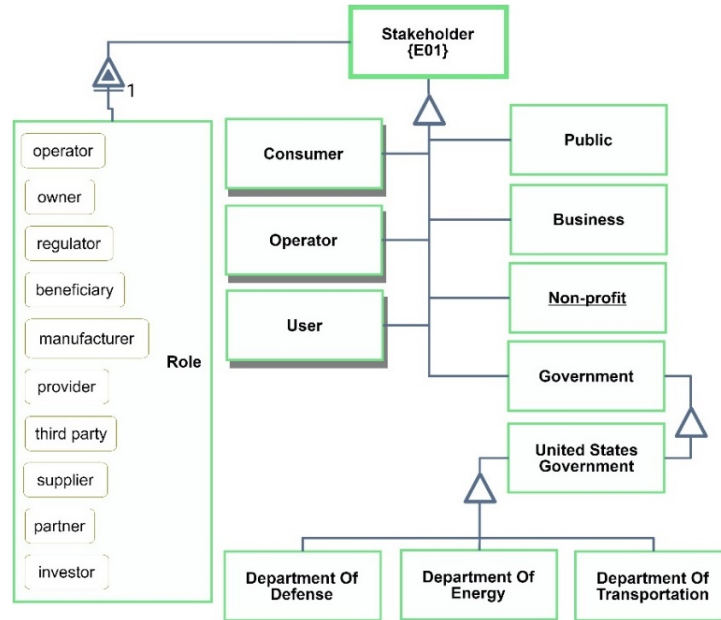 Stakeholder
{E01}
1
operator
owner
regulator
beneficiary
manufacturer
Role
provider
third party
supplier
partner
investor
Consumer
Operator
User
Public
Business
Non-profit
Government
United States
Government
Department Of
Defense
Department Of
Energy
Department Of
Transportation